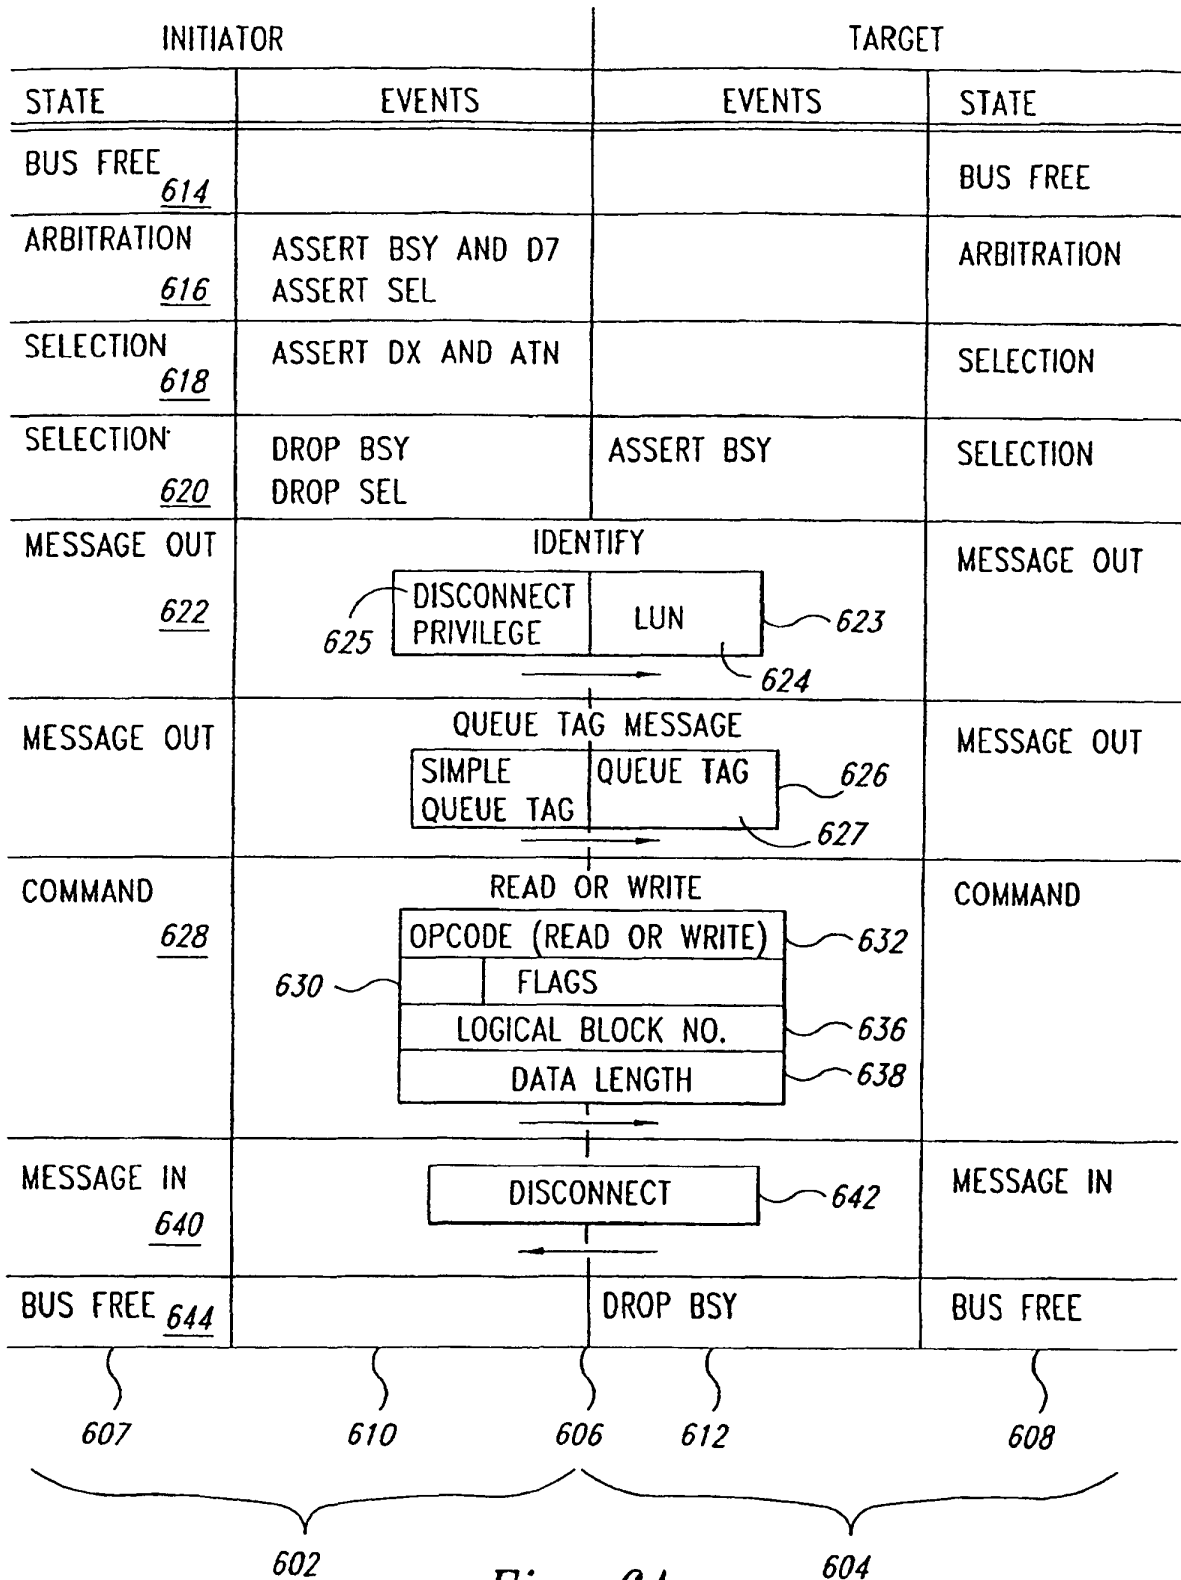 INITIATOR TARGET
STATE EVENTS EVENTS STATE
BUS FREE 614 BUS FREE
ARBITRATION 616 ASSERT BSY AND D7 ARBITRATION
ASSERT SEL
SELECTION 618 ASSERT DX AND ATN SELECTION
SELECTION 620 DROP BSY ASSERT BSY SELECTION
DROP SEL
MESSAGE OUT 622 IDENTIFY MESSAGE OUT
DISCONNECT PRIVILEGE LUN 623
625 624
MESSAGE OUT QUEUE TAG MESSAGE MESSAGE OUT
SIMPLE QUEUE TAG QUEUE TAG 626
627
COMMAND 628 READ OR WRITE COMMAND
OPCODE (READ OR WRITE) 632
630 FLAGS
LOGICAL BLOCK NO. 636
DATA LENGTH 638
MESSAGE IN 640 DISCONNECT 642 MESSAGE IN
BUS FREE 644 DROP BSY BUS FREE
607 610 606 612 608
602 604